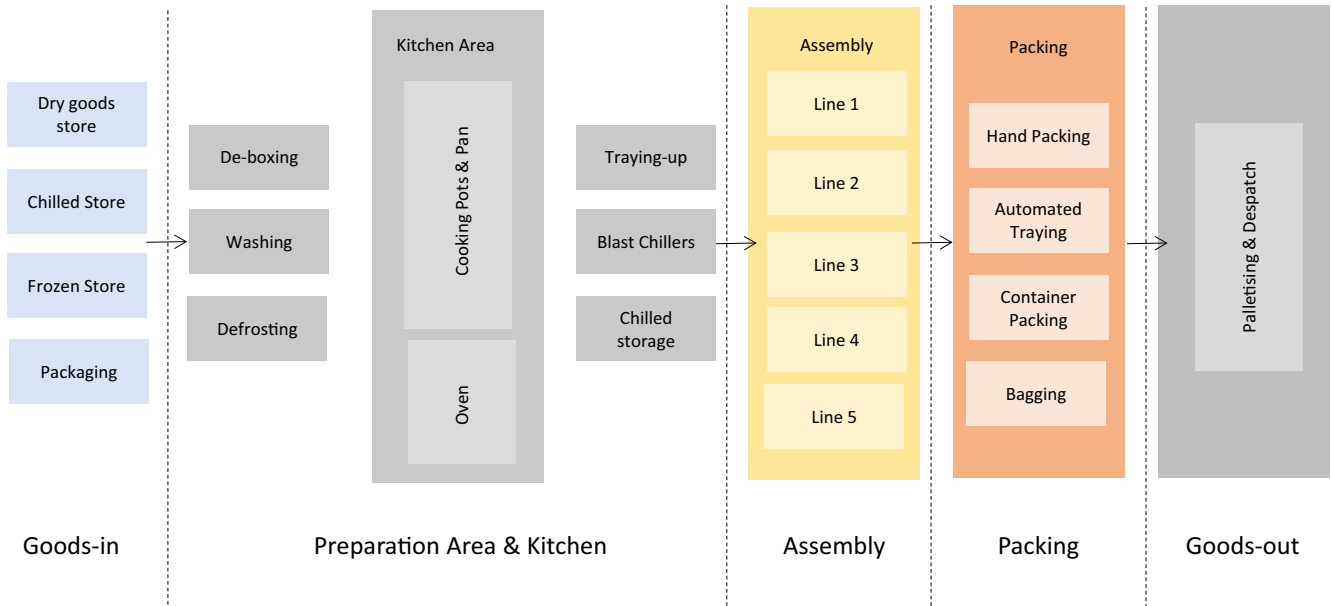 Dry goods
store
Chilled Store
Frozen Store
Packaging
De-boxing
Washing
Defrosting
Kitchen Area
Cooking Pots & Pan
Oven
Traying-up
Blast Chillers
Chilled
storage
Assembly
Line 1
Line 2
Line 3
Line 4
Line 5
Packing
Hand Packing
Automated
Traying
Container
Packing
Bagging
Palletising & Despatch
Goods-in
Preparation Area & Kitchen
Assembly
Packing
Goods-out